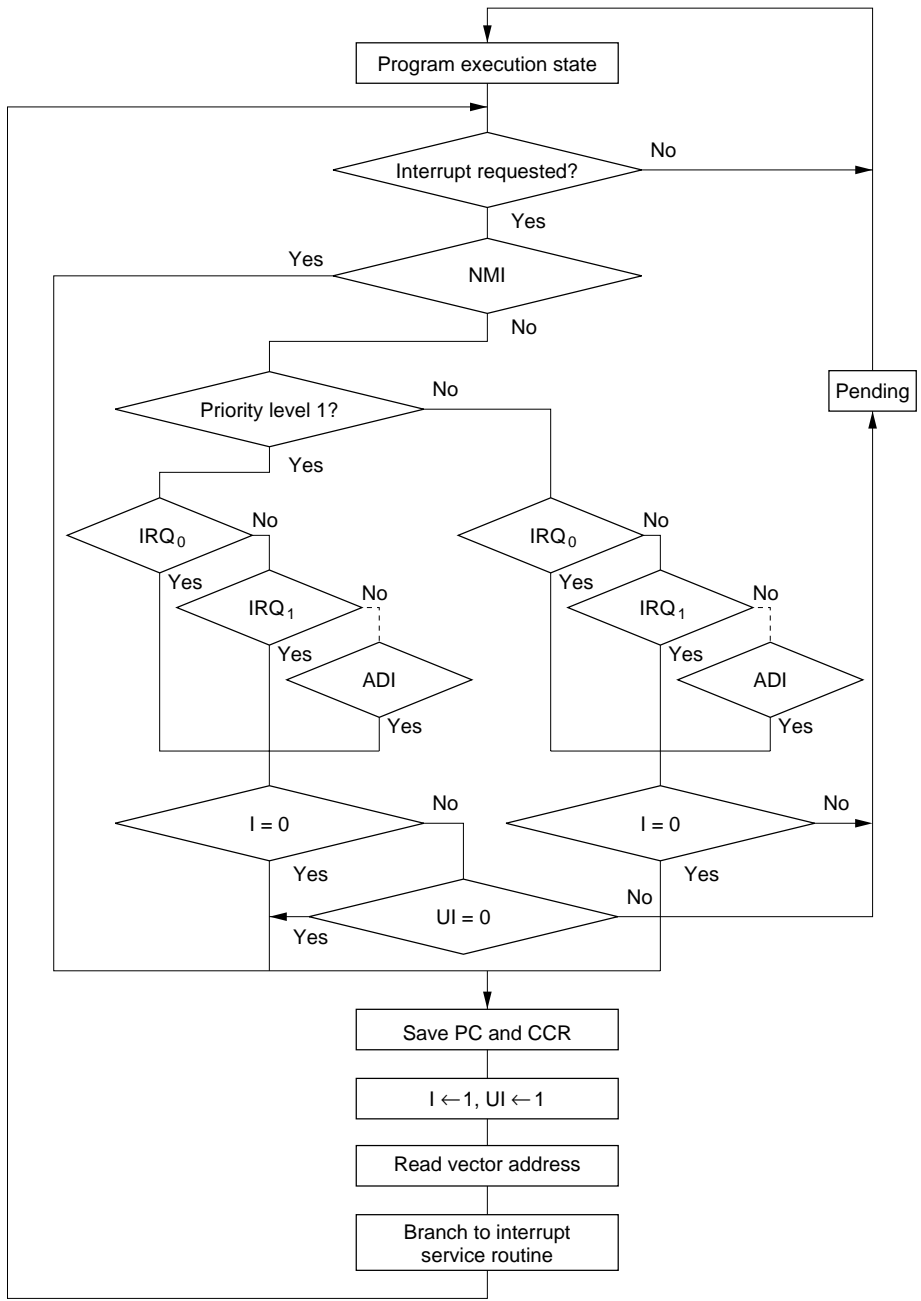 Program execution state
Interrupt requested?
No
Yes
Yes
NMI
No
Priority level 1?
No
Pending
Yes
IRQ0
No
IRQ0
No
Yes
IRQ1
No
Yes
IRQ1
No
Yes
ADI
Yes
ADI
Yes
Yes
I = 0
No
I = 0
No
Yes
Yes
UI = 0
No
Yes
Save PC and CCR
I ← 1, UI ← 1
Read vector address
Branch to interrupt
service routine